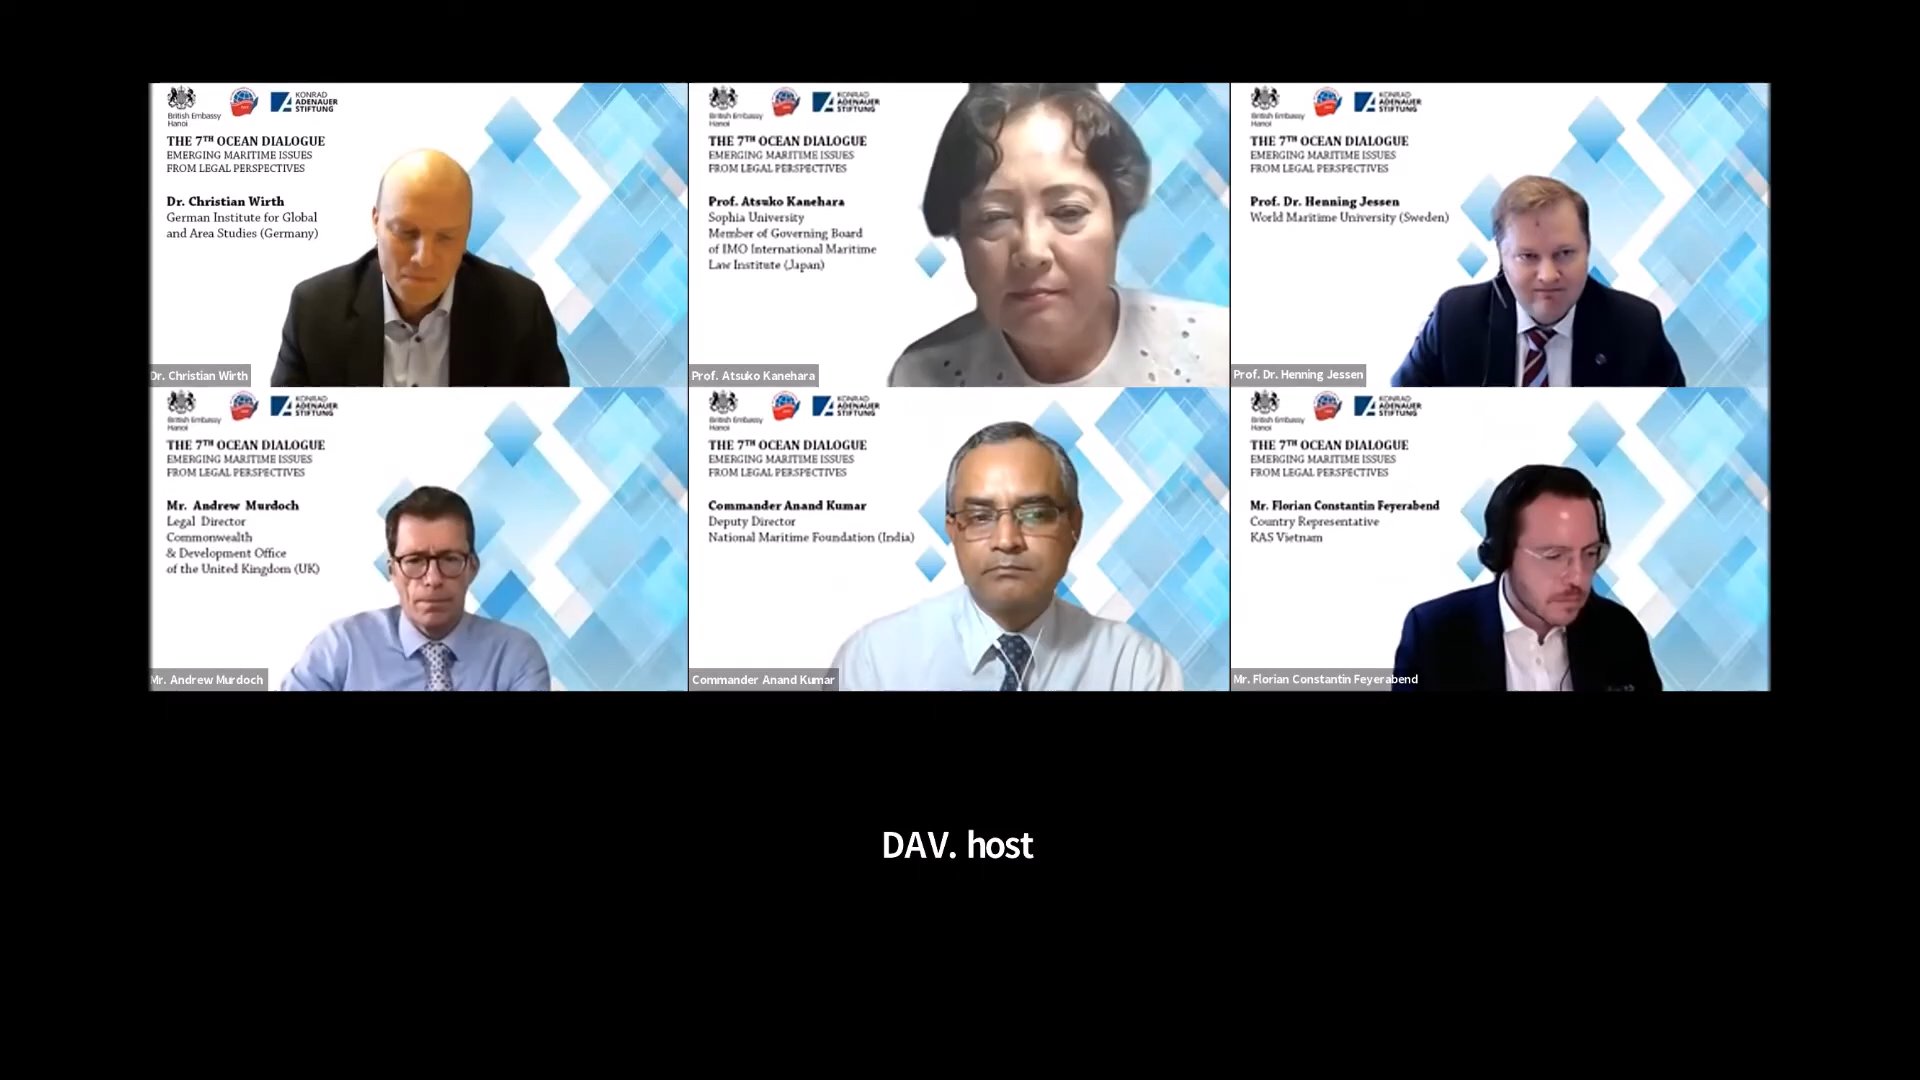 British Embassy
Hanoi
KONRAD
ADENAUER
STIFTUNG
THE 7TH OCEAN DIALOGUE
EMERGING MARITIME ISSUES
FROM LEGAL PERSPECTIVES
Dr. Christian Wirth
German Institute for Global
and Area Studies (Germany)
Dr. Christian Wirth
British Embassy
Hanoi
KONRAD
ADENAUER
STIFTUNG
THE 7TH OCEAN DIALOGUE
EMERGING MARITIME ISSUES
FROM LEGAL PERSPECTIVES
Prof. Atsuko Kanehara
Sophia University
Member of Governing Board
of IMO International Maritime
Law Institute (Japan)
Prof. Atsuko Kanehara
British Embassy
Hanoi
KONRAD
ADENAUER
STIFTUNG
THE 7TH OCEAN DIALOGUE
EMERGING MARITIME ISSUES
FROM LEGAL PERSPECTIVES
Prof. Dr. Henning Jessen
World Maritime University (Sweden)
Prof. Dr. Henning Jessen
British Embassy
Hanoi
KONRAD
ADENAUER
STIFTUNG
THE 7TH OCEAN DIALOGUE
EMERGING MARITIME ISSUES
FROM LEGAL PERSPECTIVES
Mr. Andrew Murdoch
Legal Director
Commonwealth
& Development Office
of the United Kingdom (UK)
Mr. Andrew Murdoch
British Embassy
Hanoi
KONRAD
ADENAUER
STIFTUNG
THE 7TH OCEAN DIALOGUE
EMERGING MARITIME ISSUES
FROM LEGAL PERSPECTIVES
Commander Anand Kumar
Deputy Director
National Maritime Foundation (India)
Commander Anand Kumar
British Embassy
Hanoi
KONRAD
ADENAUER
STIFTUNG
THE 7TH OCEAN DIALOGUE
EMERGING MARITIME ISSUES
FROM LEGAL PERSPECTIVES
Mr. Florian Constantin Feyerabend
Country Representative
KAS Vietnam
Mr. Florian Constantin Feyerabend
DAV. host